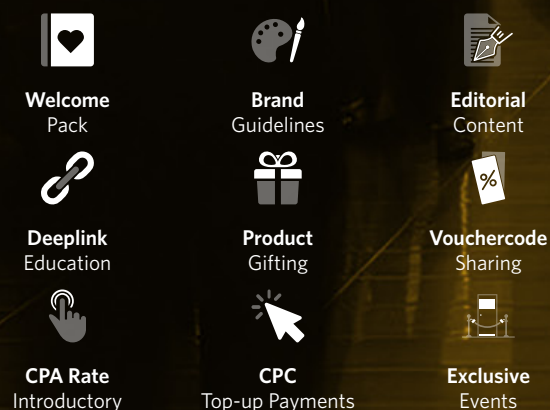 Welcome
Pack
Brand
Guidelines
Editorial
Content
Deeplink
Education
Product
Gifting
%
Vouchercode
Sharing
CPA Rate
Introductory
CPC
Top-up Payments
Exclusive
Events